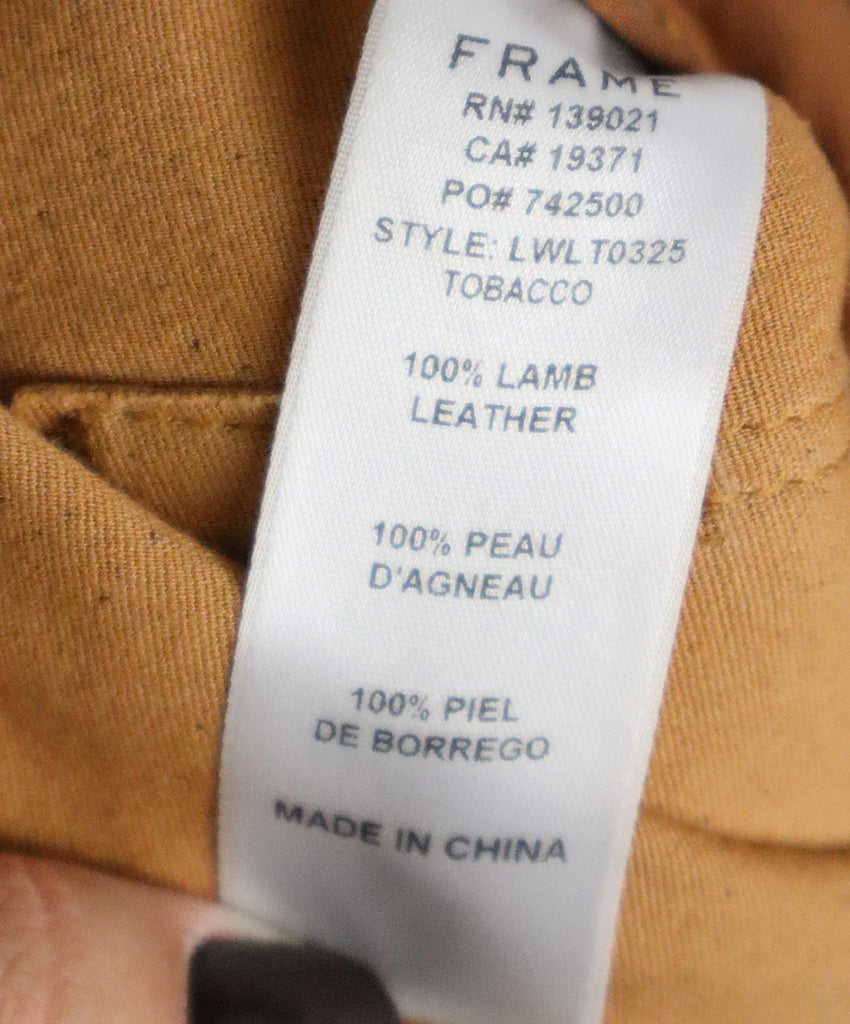 FRAME
RN# 139021
CA# 19371
PO# 742500
STYLE: LWLT0325
TOBACCO
100% LAMB
LEATHER
100% PEAU
D'AGNEAU
100% PIEL
DE BORREGO
MADE IN CHINA